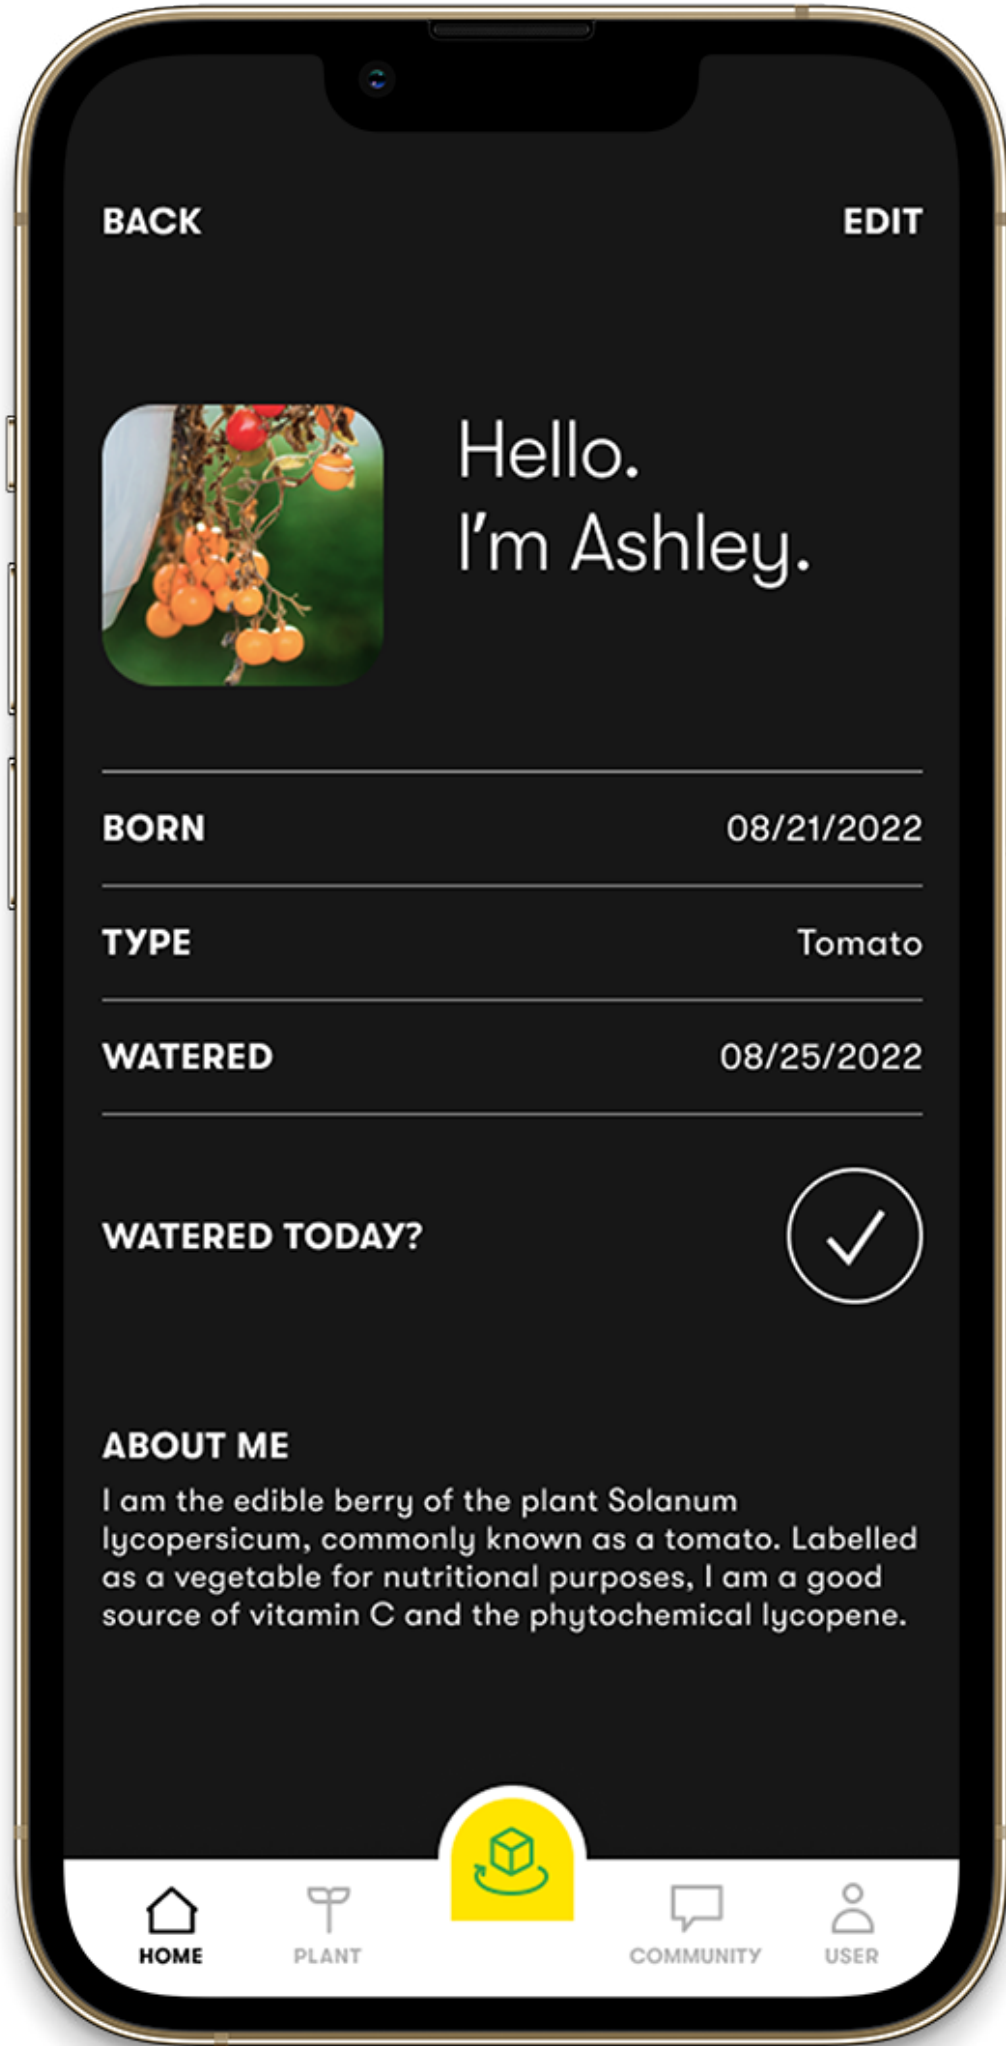 BACK
EDIT
Hello.
I'm Ashley.
BORN
08/21/2022
TYPE
Tomato
WATERED
08/25/2022
WATERED TODAY?
ABOUT ME
I am the edible berry of the plant Solanum
lycopersicum, commonly known as a tomato. Labelled
as a vegetable for nutritional purposes, I am a good
source of vitamin C and the phytochemical lycopene.
HOME
PLANT
COMMUNITY
USER